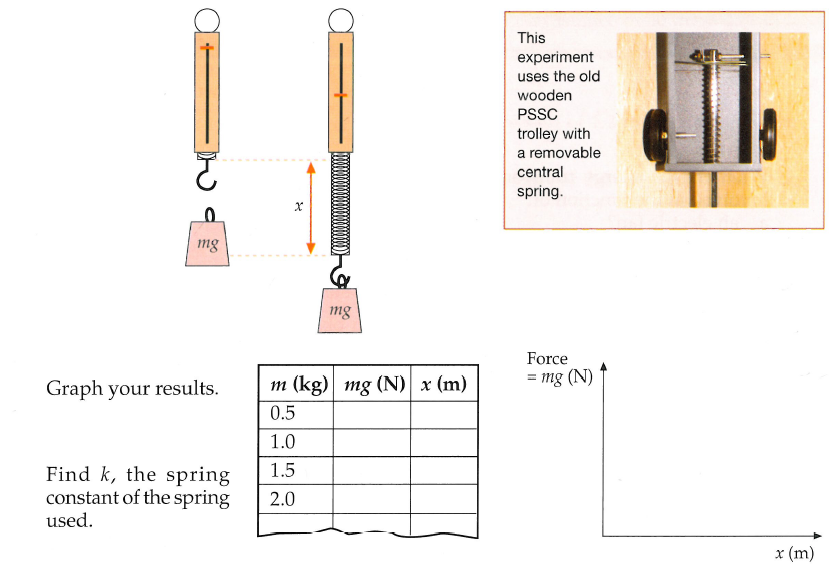 This
experiment
uses the old
wooden
PSSC
trolley with
a removable
central
spring.
x
mg
mg
Graph your results.
Find k, the spring
constant of the spring
used.
m (kg) mg (N) x (m)
0.5
1.0
1.5
2.0
Force
= mg (N)
x (m)